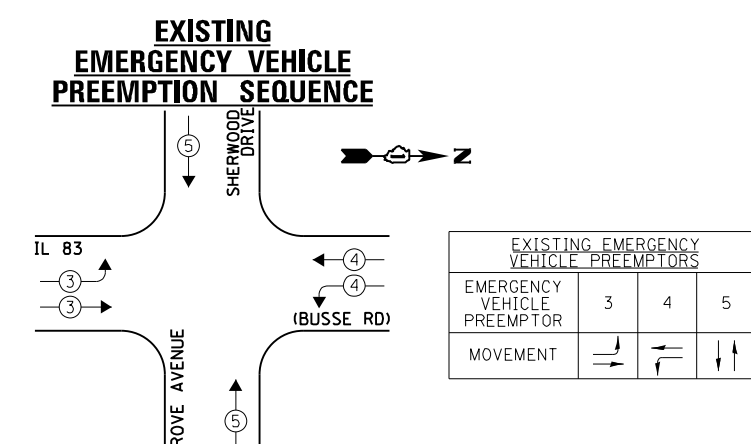 EXISTING
EMERGENCY VEHICLE
PREEMPTION SEQUENCE
5
SHERWOOD
DRIVE
N
IL 83
3
3
4
4
(BUSSE RD)
ROVE AVENUE
5
EXISTING EMERGENCY
VEHICLE PREEMPTORS
EMERGENCY
VEHICLE
PREEMPTOR
3 4 5
MOVEMENT